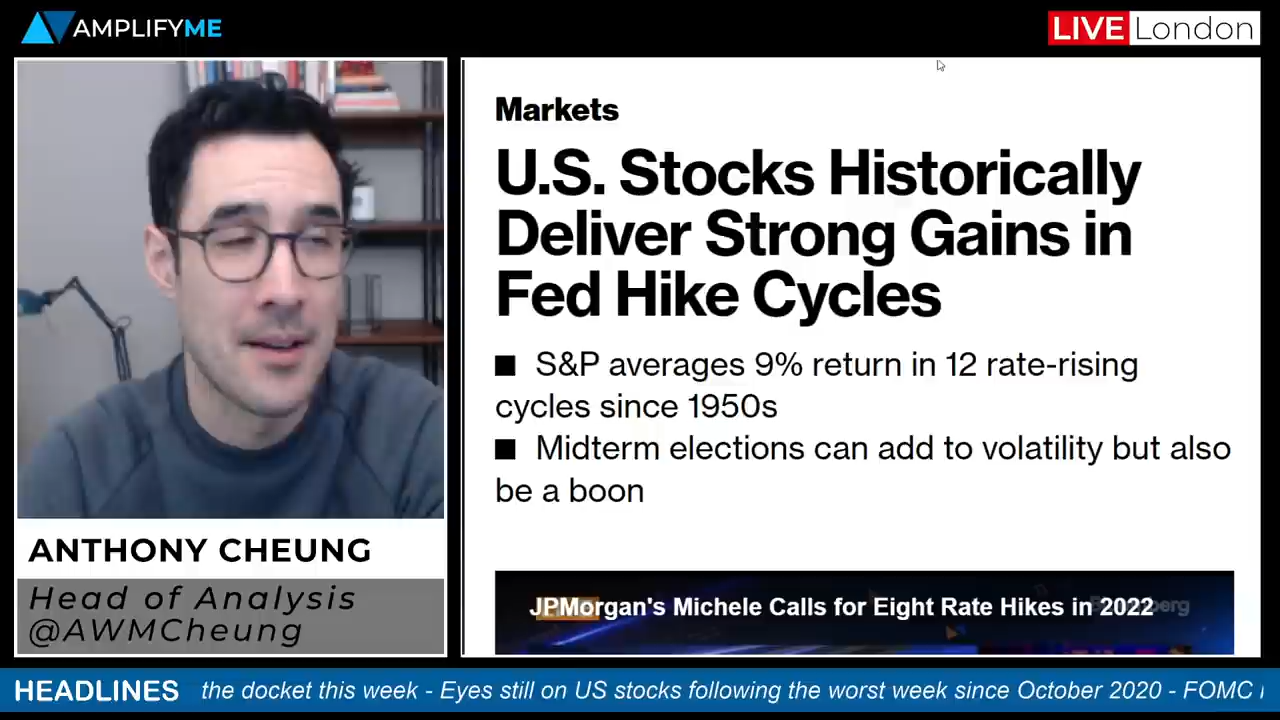 AMPLIFYME
LIVE London
Markets
U.S. Stocks Historically
Deliver Strong Gains in
Fed Hike Cycles
■ S&P averages 9% return in 12 rate-rising
cycles since 1950s
■ Midterm elections can add to volatility but also
be a boon
JPMorgan's Michele Calls for Eight Rate Hikes in 2022
ANTHONY CHEUNG
Head of Analysis
@AWMCheung
HEADLINES the docket this week - Eyes still on US stocks following the worst week since October 2020 - FOMC